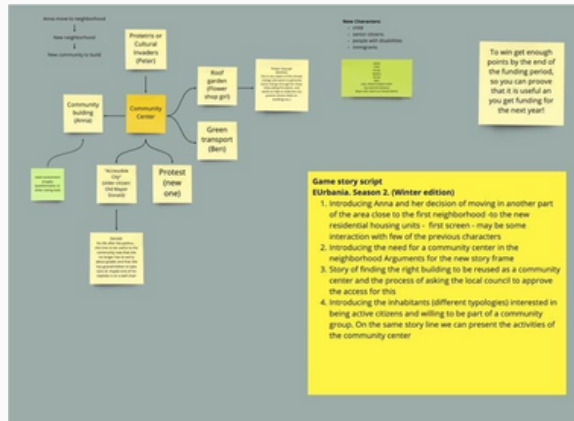 Anna move to neighborhood
New neighborhood
New community to build
Protetris or
Cultural
Invaders
(Peter)
Community
bulding
(Anna)
Community
Center
Roof
garden
(flower
shop girl)
Green
transport
(Ben)
"Accessible
City"
(older citizen:
Old Mayor
Donald)
Protest
(new
one)
New Characters:
- child
- senior citizens
- people with disabilities
- immigrants
To win get enough
points by the end
of the funding period,
so you can proove
that it is useful an
you get funding for
the next year!
Game story script
EUrbania. Season 2. (Winter edition)
1. Introducing Anna and her decision of moving in another part
of the area close to the first neighborhood -to the new
residential housing units - first screen - may be some
interaction with few of the previous characters
2. Introducing the need for a community center in the
neighborhood Arguments for the new story frame
3. Story of finding the right building to be reused as a community
center and the process of asking the local council to approve
the access for this
4. Introducing the inhabitants (different typologies) interested in
being active citizens and willing to be part of a community
group. On the same story line we can present the activities of
the community center